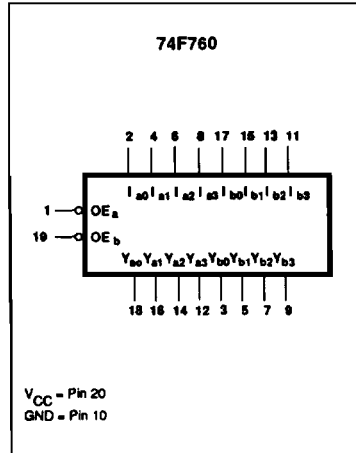 74F760
2 4 6 8 17 15 13 11
Ia0 Ia1 Ia2 Ia3 Ib0 Ib1 Ib2 Ib3
1 OEa
19 OEb
Yao Ya1 Ya2 Ya3 Yb0 Yb1 Yb2 Yb3
18 16 14 12 3 5 7 9
VCC = Pin 20
GND = Pin 10